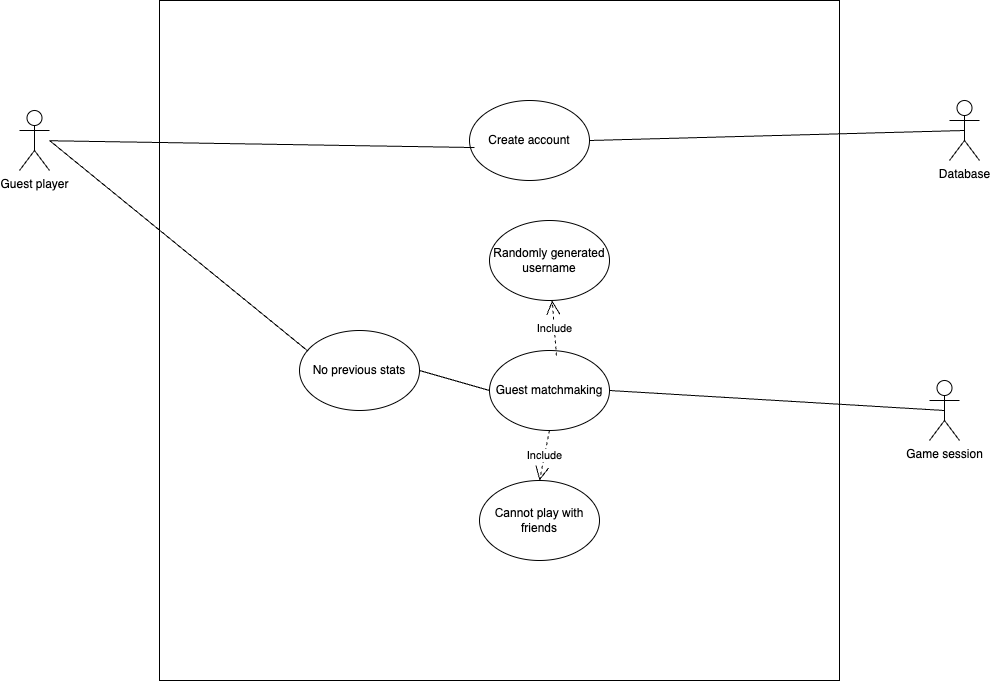 Create account
Guest player
Database
Randomly generated
username
Include
No previous stats
Guest matchmaking
Game session
Include
Cannot play with
friends